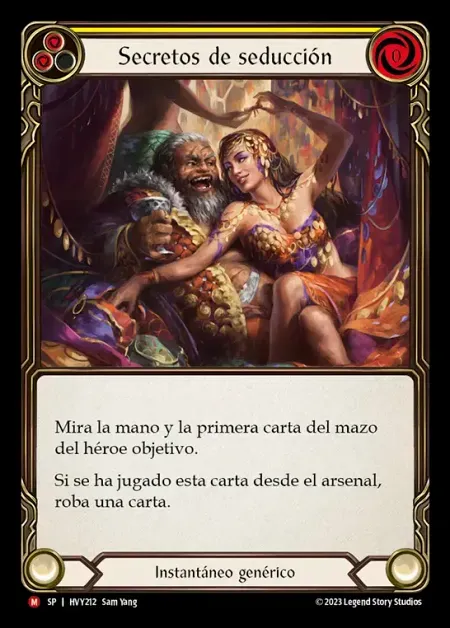 Secretos de seducción
0
Mira la mano y la primera carta del mazo
del héroe objetivo.
Si se ha jugado esta carta desde el arsenal,
roba una carta.
Instantáneo genérico
M SP | HVY212 Sam Yang © 2023 Legend Story Studios